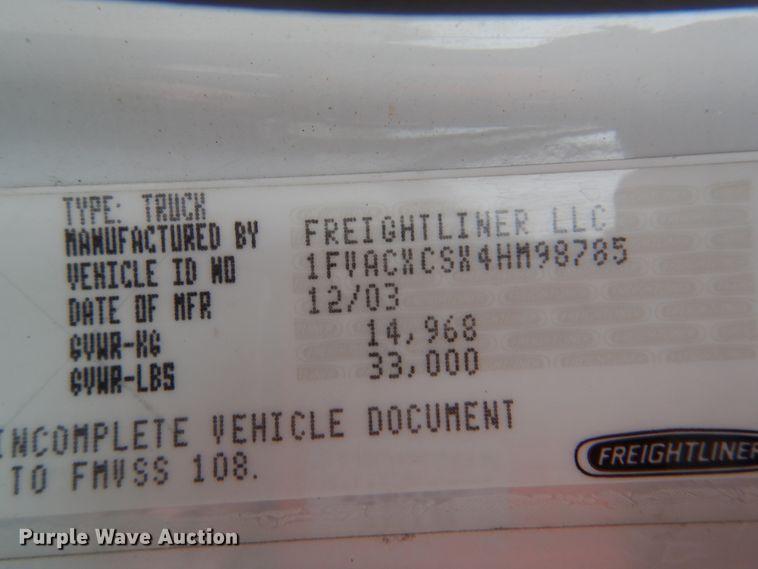 TYPE: TRUCK
MANUFACTURED BY FREIGHTLINER LLC
VEHICLE ID NO 1FVACXCSX4HM98785
DATE OF MFR 12/03
GVWR-KG 14,968
GVWR-LBS 33,000
INCOMPLETE VEHICLE DOCUMENT
TO FMVSS 108.
FREIGHTLINER
Purple Wave Auction